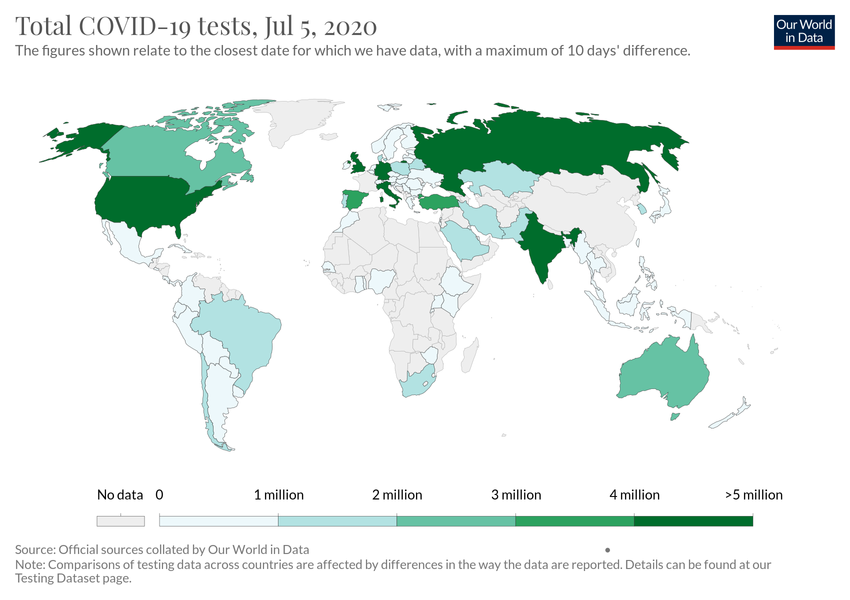 Total COVID-19 tests, Jul 5, 2020
Our World
in Data
The figures shown relate to the closest date for which we have data, with a maximum of 10 days' difference.
No data
0
1 million
2 million
3 million
4 million
>5 million
Source: Official sources collated by Our World in Data
Note: Comparisons of testing data across countries are affected by differences in the way the data are reported. Details can be found at our
Testing Dataset page.